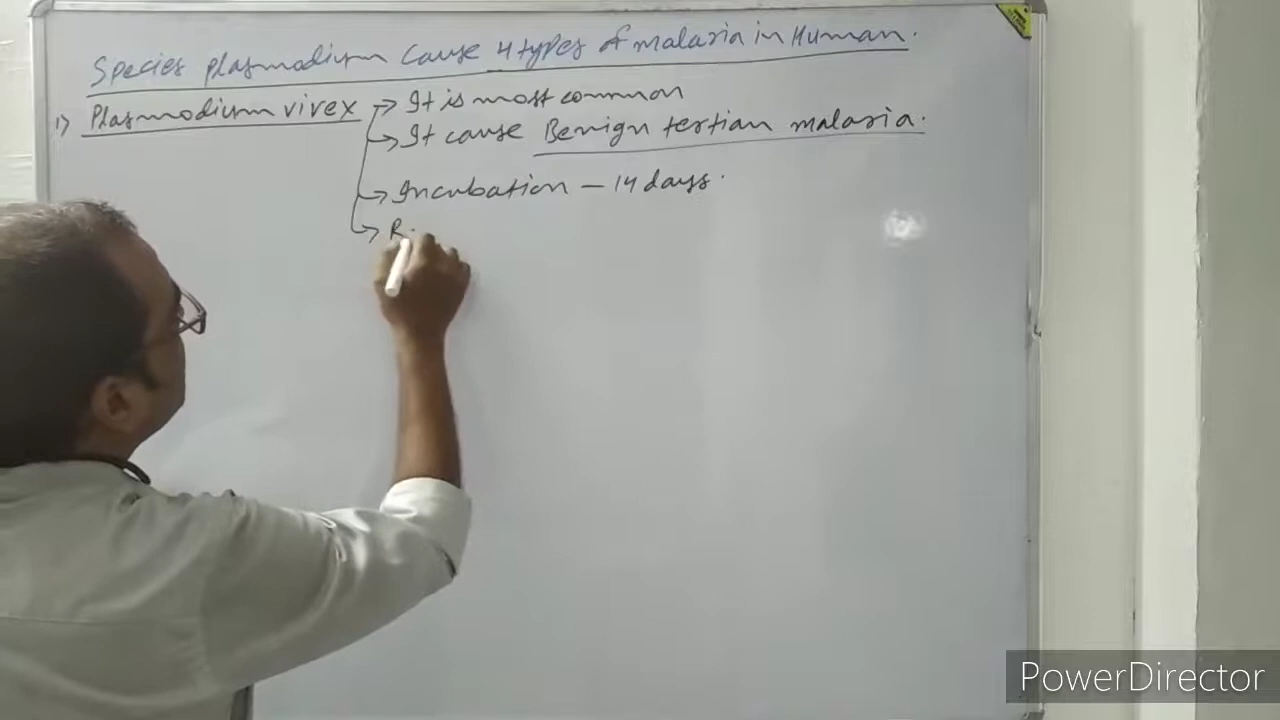 Species plasmodium cause 4 types of malaria in Human.
1) Plasmodium vivex → It is most common
→ It cause Benign tertian malaria.
→ Incubation – 14 days.
→ R
PowerDirector